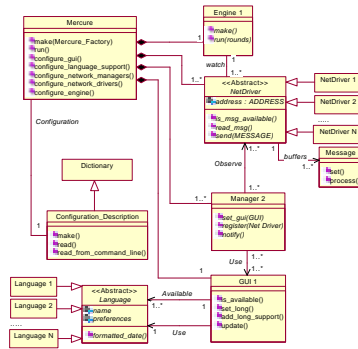 Mercure
make(Mercure_Factory)
run()
configure_gui()
configure_language_support()
configure_network_managers()
configure_network_drivers()
configure_engine()
Engine 1
make()
run(rounds)
1
watch
1..*
1..*
<<Abstract>>
NetDriver
address : ADDRESS
is_msg_available()
read_msg()
send(MESSAGE)
NetDriver 1
NetDriver 2
.....
NetDriver N
buffers
1..*
Message
set()
process()
Configuration
1
Dictionary
Configuration_Description
make()
read()
read_from_command_line()
Observe
1..*
1..*
Manager 2
set_gui(GUI)
register(Net Driver)
notify()
1..*
Use
1..*
1
GUI 1
is_available()
set_long()
add_long_support()
update()
1
Available
1..*
Use
1..*
<<Abstract>>
Language
name
preferences
formatted_date()
Language 1
Language 2
.....
Language N